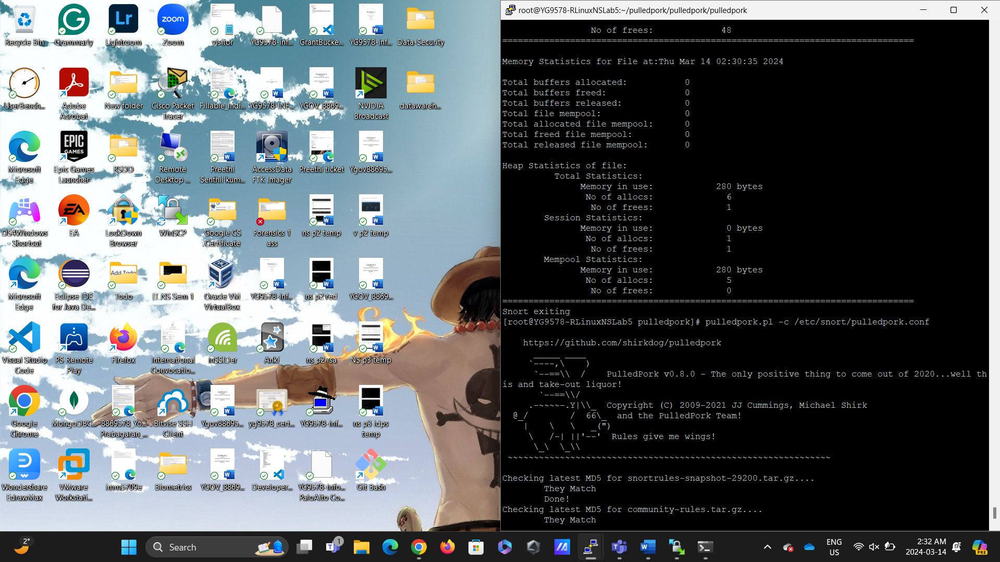 Recycle Bin
Grammarly
Lightroom
Zoom
visitor
YG9578-inf...
GrantBucke...
YG9578-inf...
Data-Security
UserBench...
Adobe
Acrobat
New folder
Cisco Packet
Tracer
Fillable_Indi...
YG9578-INF...
YGOV_8869...
NVIDIA
Broadcast
datawareh...
Microsoft
Edge
Epic Games
Launcher
RSDD
Remote
Desktop ...
Preethi
Senthil kum...
AccessData
FTK Imager
Preethi ticket
Ygov88695...
DS4Windows
- Shortcut
EA
LockDown
Browser
WinSCP
Google CS
Certificate
Forensics 1
ass
ns p2 temp
v p2 temp
Microsoft
Edge
Eclipse IDE
for Java De...
Todo
IT NS Sem 1
Oracle VM
VirtualBox
YG9578-inf...
ns p2 red
YGOV_8869...
Visual Studio
Code
PS Remote
Play
Firefox
International
Convocatio...
inSSIDer
Anki
ns p2 rsa
NS p3 temp
Google
Chrome
MongoDBC...
8869578_Yo...
Prabagaran_...
Bitvise SSH
Client
Ygov88695...
yg9578_cert...
YG9578-inf...
ns p3 idps
temp
Wondershare
EdrawMax
VMware
Workstati...
imm5709e
Biometrics
YGOV_8869...
Developer...
YG9578-info...
PaloAlto Co...
Git Bash
root@YG9578-RLinuxNSLab5:~/pulledpork/pulledpork/pulledpork
No of frees: 48
===============================================================================
Memory Statistics for File at:Thu Mar 14 02:30:35 2024
Total buffers allocated: 0
Total buffers freed: 0
Total buffers released: 0
Total file mempool: 0
Total allocated file mempool: 0
Total freed file mempool: 0
Total released file mempool: 0
Heap Statistics of file:
Total Statistics:
Memory in use: 280 bytes
No of allocs: 6
No of frees: 1
Session Statistics:
Memory in use: 0 bytes
No of allocs: 1
No of frees: 1
Mempool Statistics:
Memory in use: 280 bytes
No of allocs: 5
No of frees: 0
===============================================================================
Snort exiting
[root@YG9578-RLinuxNSLab5 pulledpork]# pulledpork.pl -c /etc/snort/pulledpork.conf
https://github.com/shirkdog/pulledpork
      _____ ____
     `----,\    )
      `--==\\  /    PulledPork v0.8.0 - The only positive thing to come out of 2020...well th
is and take-out liquor!
       `--==\\/
     .-~~~~-.Y|\\_  Copyright (C) 2009-2021 JJ Cummings, Michael Shirk
  @_/        /  66\_  and the PulledPork Team!
    |    \   \   _(")
     \   /-| ||'--'  Rules give me wings!
      \_\  \_\\
~~~~~~~~~~~~~~~~~~~~~~~~~~~~~~~~~~~~~~~~~~~~~~~~~~~~~~~~~~~~~~
Checking latest MD5 for snortrules-snapshot-29200.tar.gz....
They Match
Done!
Checking latest MD5 for community-rules.tar.gz....
They Match
2°
Search
1
ENG
US
2:32 AM
2024-03-14
PRE